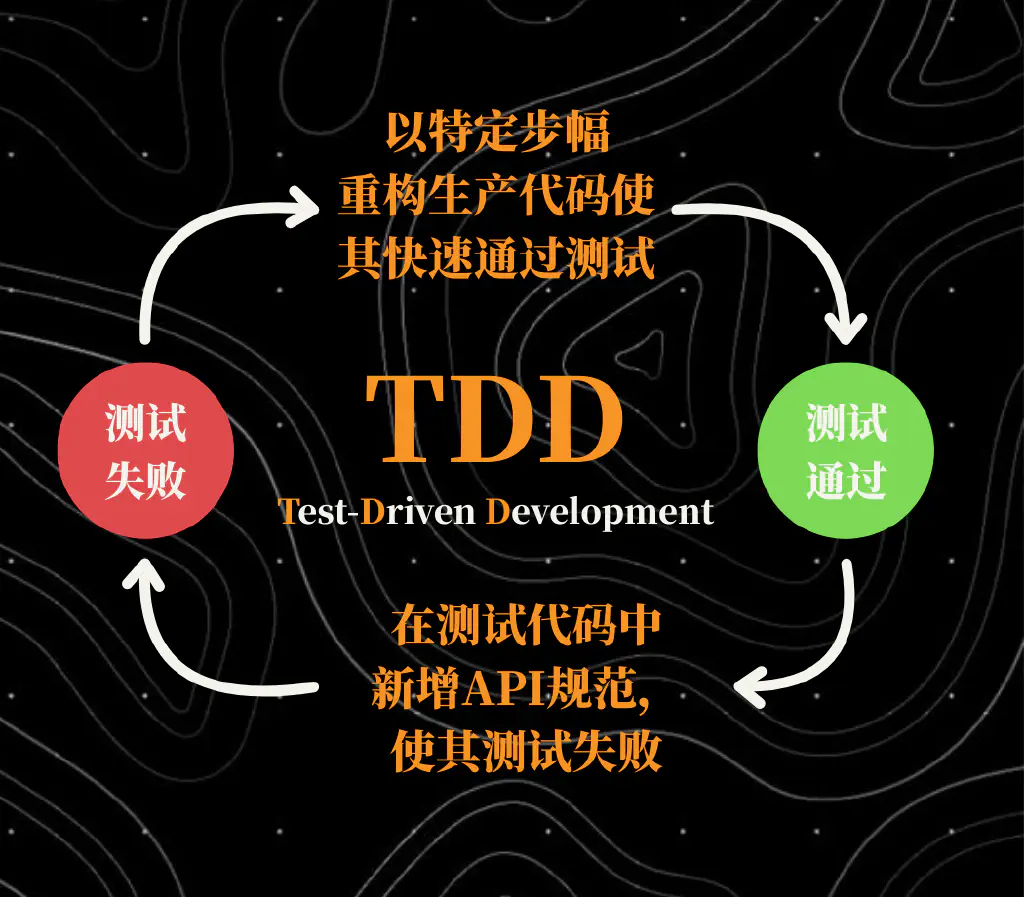 以特定步幅
重构生产代码使
其快速通过测试
测试
失败
TDD
Test-Driven Development
测试
通过
在测试代码中
新增API规范,
使其测试失败